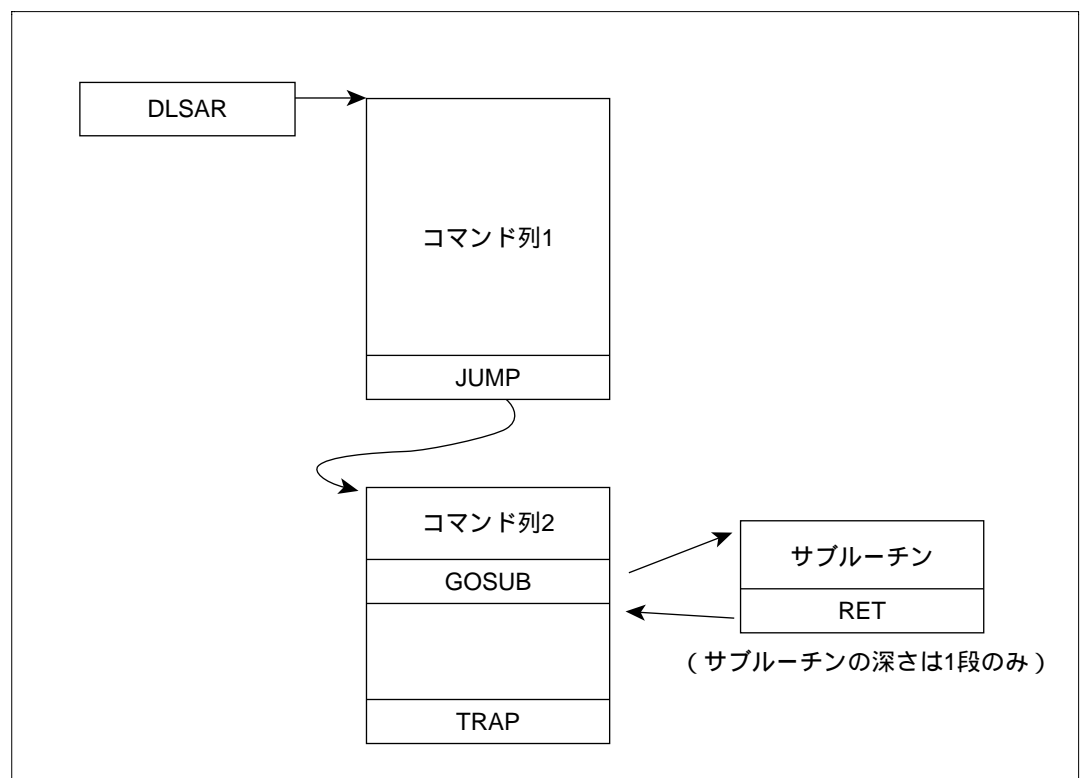 DLSAR
コマンド列1
JUMP
コマンド列2
GOSUB
サブルーチン
RET
(サブルーチンの深さは1段のみ)
TRAP